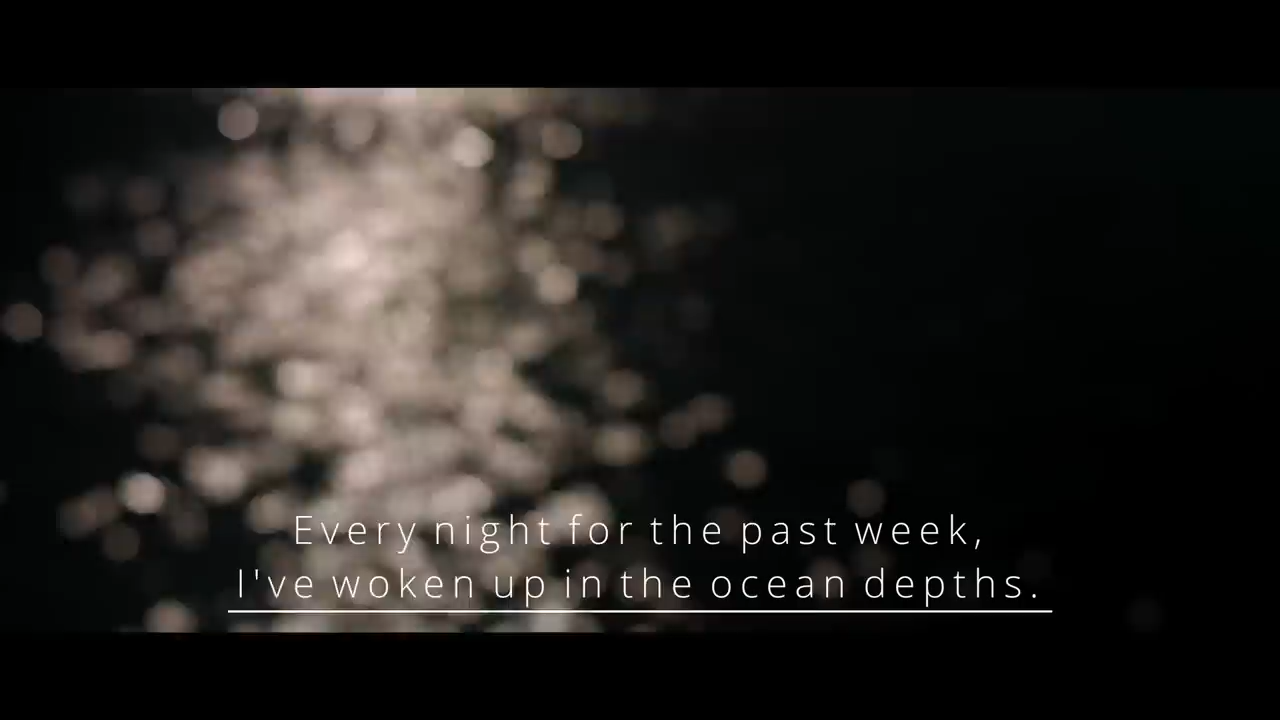 Every night for the past week,
I've woken up in the ocean depths.